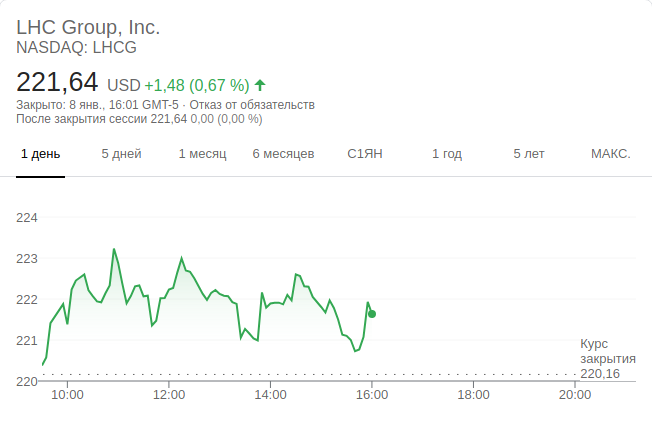 LHC Group, Inc.
NASDAQ: LHCG
221,64 USD +1,48 (0,67 %)
Закрыто: 8 янв., 16:01 GMT-5 · Отказ от обязательств
После закрытия сессии 221,64 0,00 (0,00 %)
1 день 5 дней 1 месяц 6 месяцев С1ЯН 1 год 5 лет МАКС.
224
223
222
221
Курс
закрытия
220,16
220
10:00 12:00 14:00 16:00 18:00 20:00